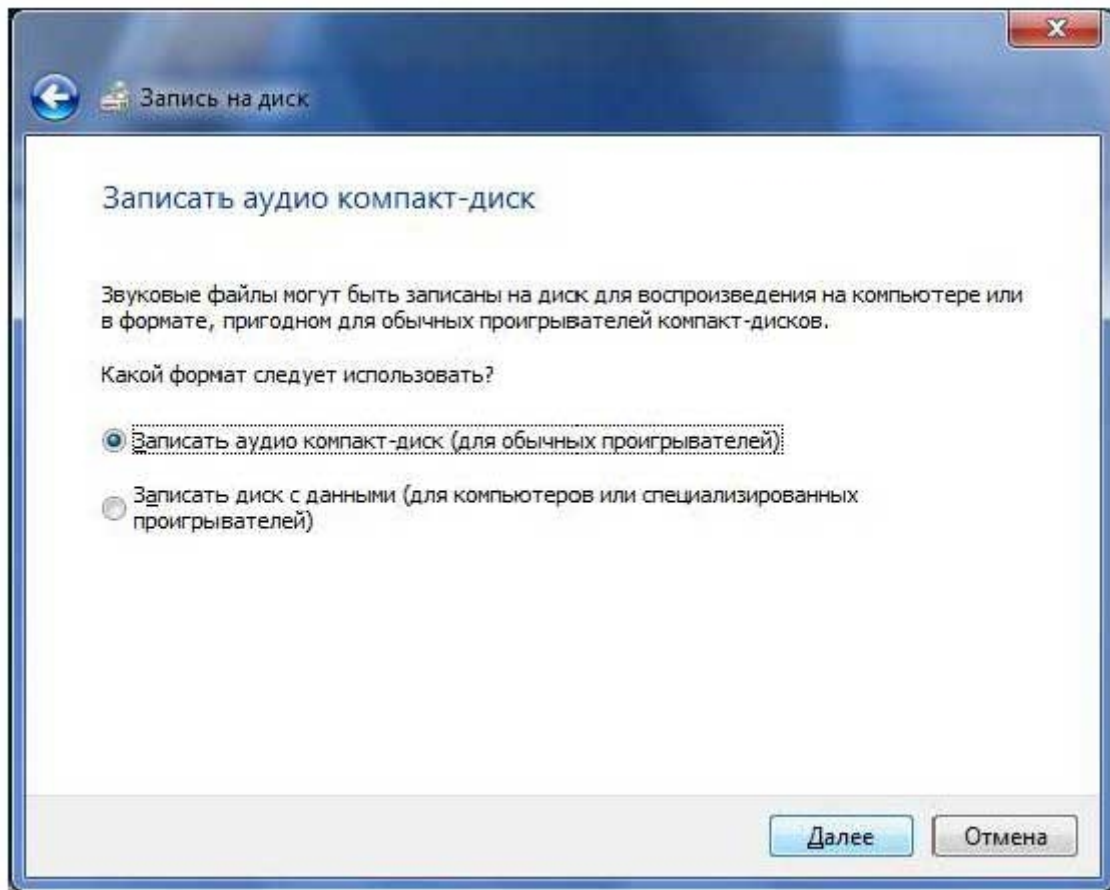 Запись на диск
Записать аудио компакт-диск
Звуковые файлы могут быть записаны на диск для воспроизведения на компьютере или
в формате, пригодном для обычных проигрывателей компакт-дисков.
Какой формат следует использовать?
Записать аудио компакт-диск (для обычных проигрывателей)
Записать диск с данными (для компьютеров или специализированных
проигрывателей)
Далее Отмена